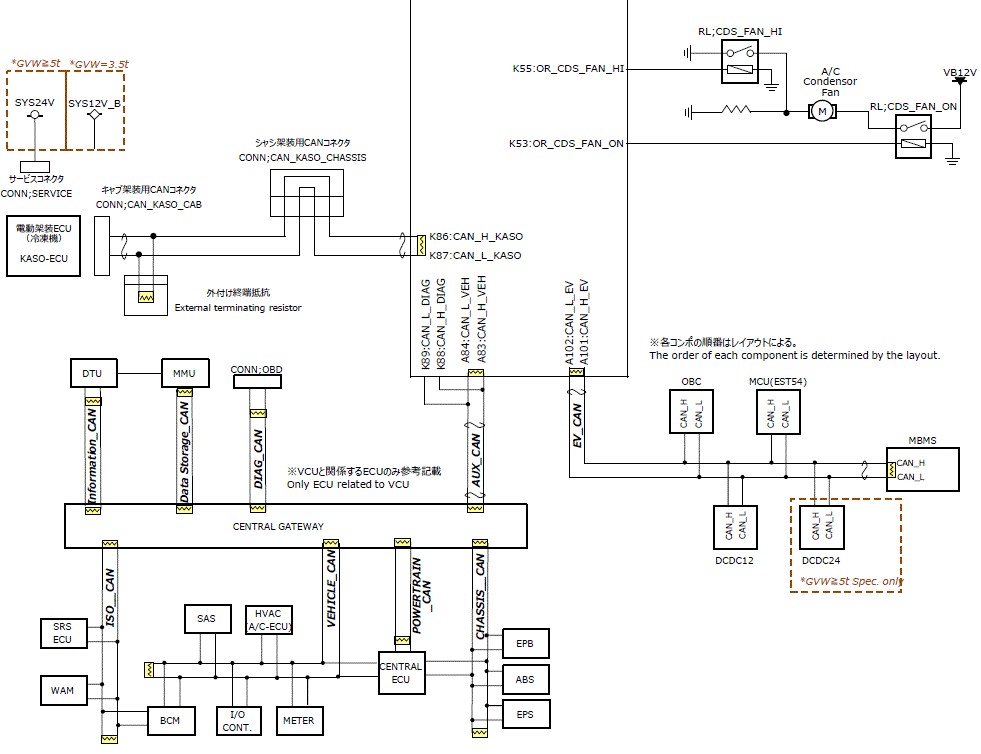 *GVW≧5t
*GVW=3.5t
SYS24V
SYS12V_B
サービスコネクタ
CONN;SERVICE
シャシ架装用CANコネクタ
CONN;CAN_KASO_CHASSIS
キャブ架装用CANコネクタ
CONN;CAN_KASO_CAB
電動架装ECU
(冷凍機)
KASO-ECU
外付け終端抵抗
External terminating resistor
K55:OR_CDS_FAN_HI
K53:OR_CDS_FAN_ON
K86:CAN_H_KASO
K87:CAN_L_KASO
K89:CAN_L_DIAG
K88:CAN_H_DIAG
A84:CAN_L_VEH
A83:CAN_H_VEH
A102:CAN_L_EV
A101:CAN_H_EV
RL;CDS_FAN_HI
A/C
Condensor
Fan
M
VB12V
RL;CDS_FAN_ON
※各コンポの順番はレイアウトによる。
The order of each component is determined by the layout.
OBC
CAN_H
CAN_L
MCU(EST54)
CAN_H
CAN_L
MBMS
CAN_H
CAN_L
CAN_H
CAN_L
DCDC12
CAN_H
CAN_L
DCDC24
*GVW≧5t Spec. only
EV_CAN
DTU
MMU
CONN;OBD
Information_CAN
Data Storage_CAN
DIAG_CAN
AUX_CAN
※VCUと関係するECUのみ参考記載
Only ECU related to VCU
CENTRAL GATEWAY
ISO__CAN
VEHICLE_CAN
POWERTRAIN
_CAN
CHASSIS__CAN
SRS
ECU
WAM
SAS
HVAC
(A/C-ECU)
BCM
I/O
CONT.
METER
CENTRAL
ECU
EPB
ABS
EPS